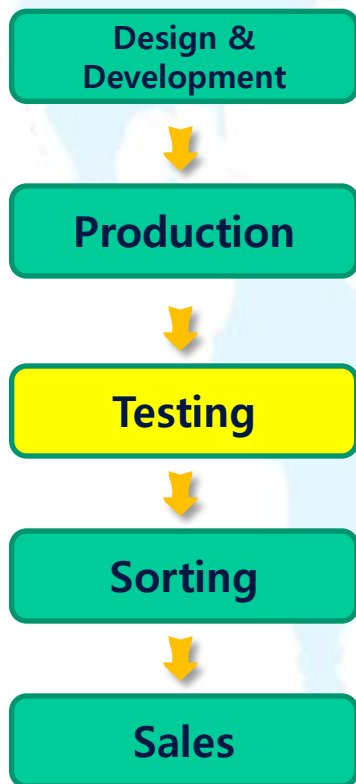 Design &
Development
Production
Testing
Sorting
Sales